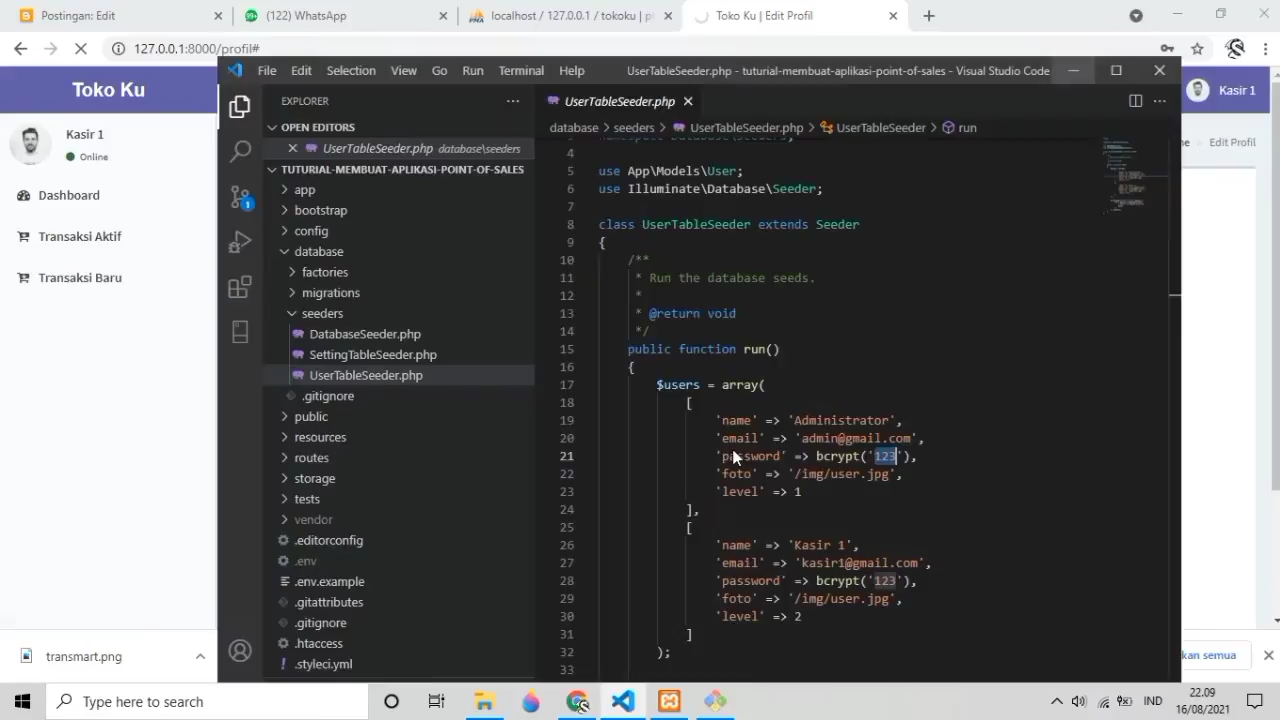 Postingan: Edit
(122) WhatsApp
localhost / 127.0.0.1 / tokoku | p
Toko Ku | Edit Profil
127.0.0.1:8000/profil#
File Edit Selection View Go Run Terminal Help
UserTableSeeder.php - tuturial-membuat-aplikasi-point-of-sales - Visual Studio Code
Toko Ku
Kasir 1
Online
Dashboard
Transaksi Aktif
Transaksi Baru
Kasir 1
Edit Profil
EXPLORER
OPEN EDITORS
UserTableSeeder.php database\seeders
TUTURIAL-MEMBUAT-APLIKASI-POINT-OF-SALES
app
bootstrap
config
database
factories
migrations
seeders
DatabaseSeeder.php
SettingTableSeeder.php
UserTableSeeder.php
.gitignore
public
resources
routes
storage
tests
vendor
.editorconfig
.env
.env.example
.gitattributes
.gitignore
.htaccess
.styleci.yml
1
UserTableSeeder.php
database > seeders > UserTableSeeder.php > UserTableSeeder > run
4
5 use App\Models\User;
6 use Illuminate\Database\Seeder;
7
8 class UserTableSeeder extends Seeder
9 {
10 /**
11 * Run the database seeds.
12 *
13 * @return void
14 */
15 public function run()
16 {
17 $users = array(
18 [
19 'name' => 'Administrator',
20 'email' => 'admin@gmail.com',
21 'password' => bcrypt('123'),
22 'foto' => '/img/user.jpg',
23 'level' => 1
24 ],
25 [
26 'name' => 'Kasir 1',
27 'email' => 'kasir1@gmail.com',
28 'password' => bcrypt('123'),
29 'foto' => '/img/user.jpg',
30 'level' => 2
31 ]
32 );
33
transmart.png
kan semua
Type here to search
IND
22.09
16/08/2021